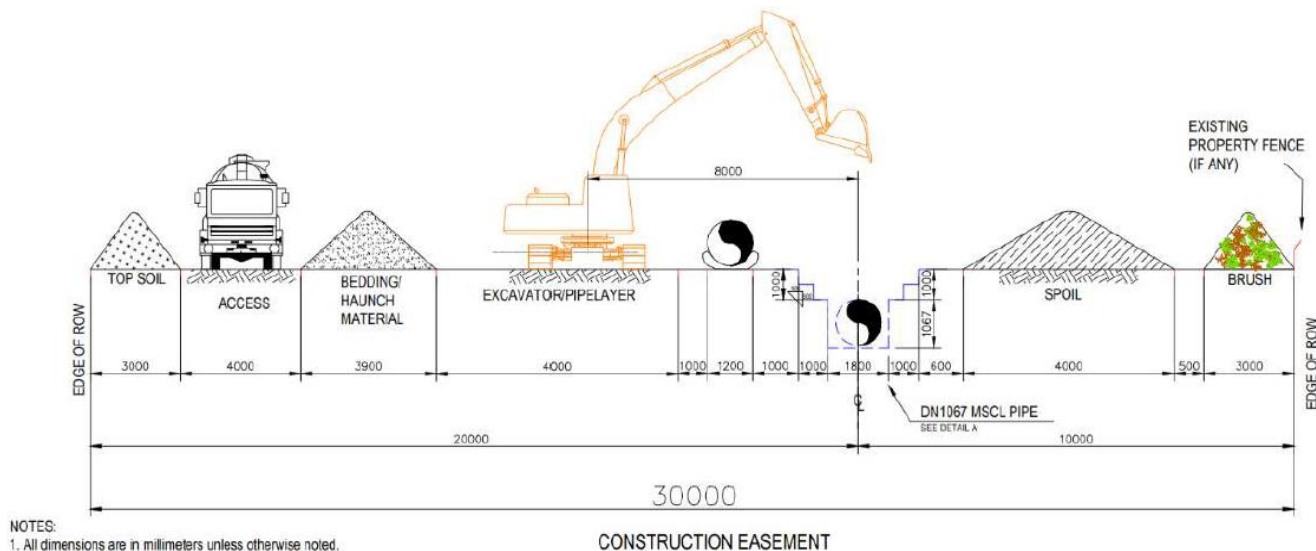 EXISTING
PROPERTY FENCE
(IF ANY)
8000
TOP SOIL
ACCESS
BEDDING/
HAUNCH
MATERIAL
EXCAVATOR/PIPELAYER
1000
1000
1067
SPOIL
BRUSH
EDGE OF ROW
EDGE OF ROW
3000
4000
3900
4000
1000
1200
1000
1000
1800
1000
600
4000
500
3000
DN1067 MSCL PIPE
SEE DETAIL A
20000
10000
30000
NOTES:
1. All dimensions are in millimeters unless otherwise noted.
CONSTRUCTION EASEMENT